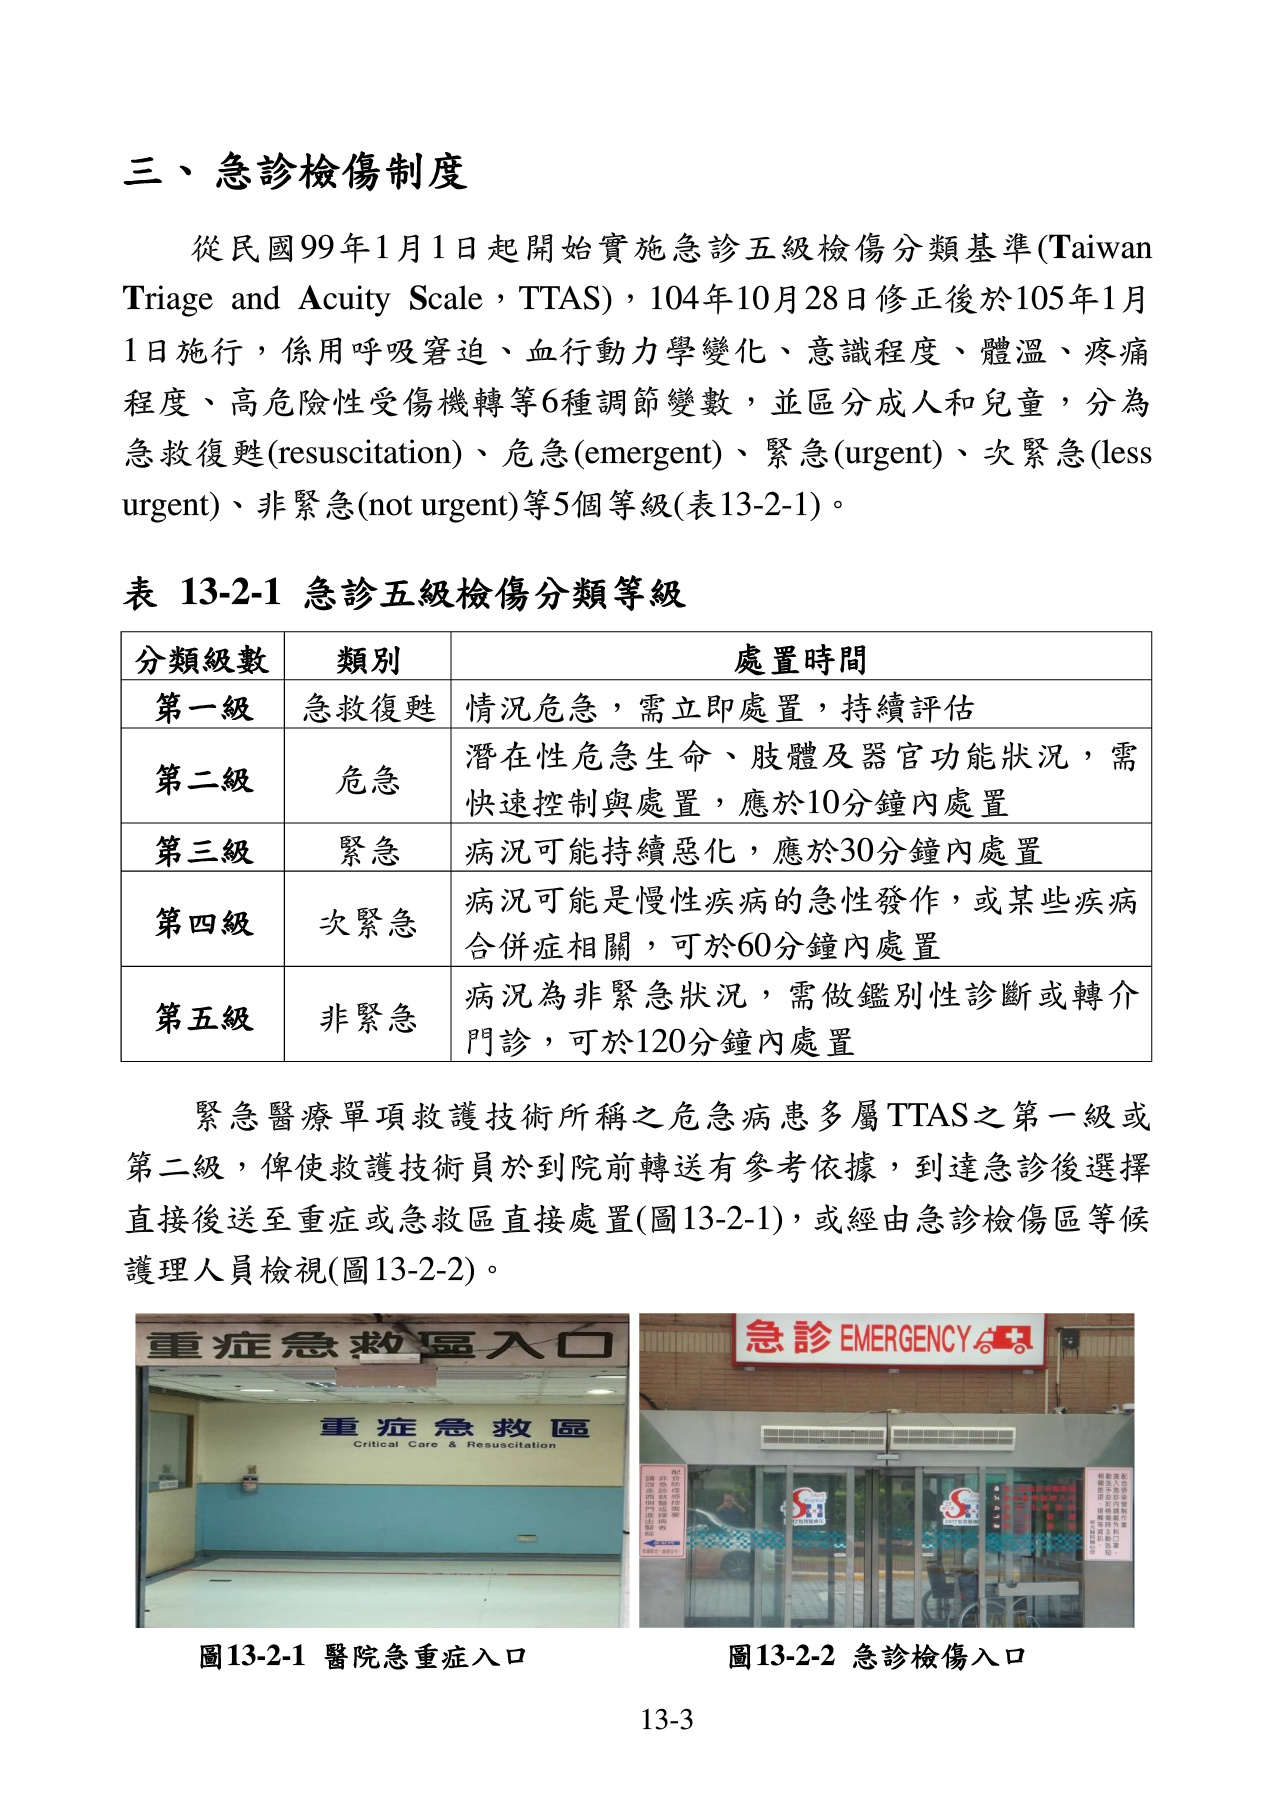 三、急診檢傷制度
從民國99年1月1日起開始實施急診五級檢傷分類基準(Taiwan
Triage and Acuity Scale，TTAS)，104年10月28日修正後於105年1月
1日施行，係用呼吸窘迫、血行動力學變化、意識程度、體溫、疼痛
程度、高危險性受傷機轉等6種調節變數，並區分成人和兒童，分為
急救復甦(resuscitation)、危急(emergent)、緊急(urgent)、次緊急(less
urgent)、非緊急(not urgent)等5個等級(表13-2-1)。
表 13-2-1 急診五級檢傷分類等級
分類級數 類別 處置時間
第一級 急救復甦 情況危急，需立即處置，持續評估
第二級 危急 潛在性危急生命、肢體及器官功能狀況，需
快速控制與處置，應於10分鐘內處置
第三級 緊急 病況可能持續惡化，應於30分鐘內處置
第四級 次緊急 病況可能是慢性疾病的急性發作，或某些疾病
合併症相關，可於60分鐘內處置
第五級 非緊急 病況為非緊急狀況，需做鑑別性診斷或轉介
門診，可於120分鐘內處置
緊急醫療單項救護技術所稱之危急病患多屬TTAS之第一級或
第二級，俾使救護技術員於到院前轉送有參考依據，到達急診後選擇
直接後送至重症或急救區直接處置(圖13-2-1)，或經由急診檢傷區等候
護理人員檢視(圖13-2-2)。
重症急救區入口
重症急救區
Critical Care & Resuscitation
急診 EMERGENCY
圖13-2-1 醫院急重症入口
圖13-2-2 急診檢傷入口
13-3